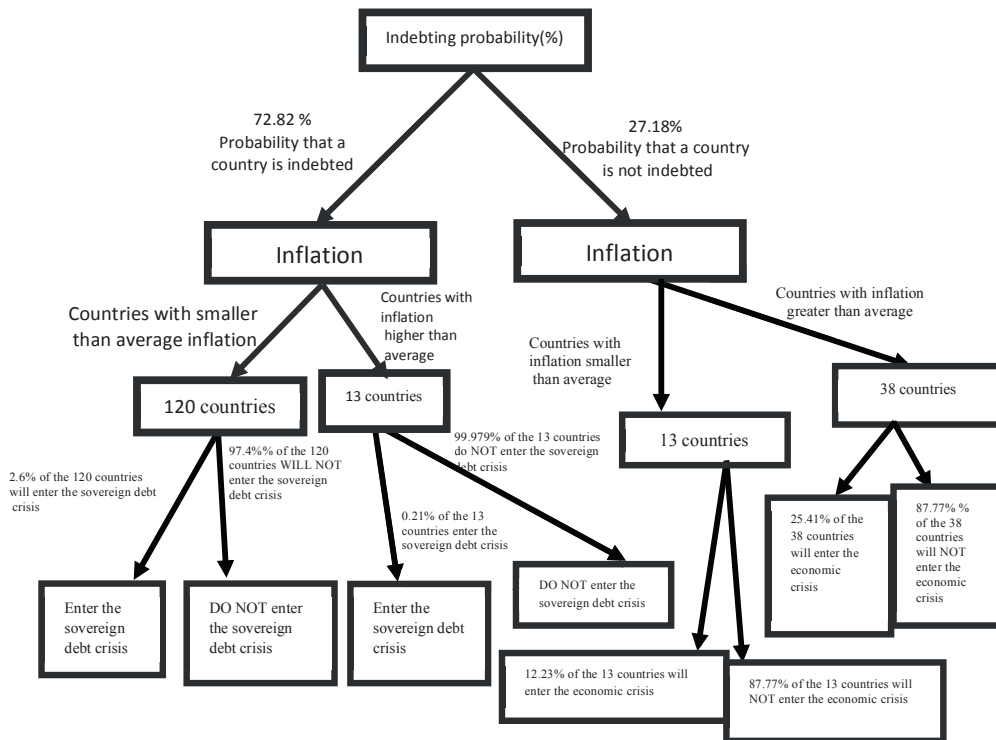 Indebting probability(%)
72.82 %
Probability that a
country is indebted
27.18%
Probability that a country
is not indebted
Inflation
Inflation
Countries with smaller
than average inflation
Countries with
inflation
higher than
average
Countries with
inflation smaller
than average
Countries with inflation
greater than average
120 countries
13 countries
13 countries
38 countries
2.6% of the 120 countries
will enter the sovereign debt
crisis
97.4%% of the 120
countries WILL NOT
enter the sovereign
debt crisis
99.979% of the 13 countries
do NOT enter the sovereign
debt crisis
0.21% of the 13
countries enter the
sovereign debt crisis
25.41% of the
38 countries
will enter the
economic
crisis
87.77% %
of the 38
countries
will NOT
enter the
economic
crisis
Enter the
sovereign
debt crisis
DO NOT enter
the sovereign
debt crisis
Enter the
sovereign debt
crisis
DO NOT enter the
sovereign debt crisis
12.23% of the 13 countries will
enter the economic crisis
87.77% of the 13 countries will
NOT enter the economic crisis